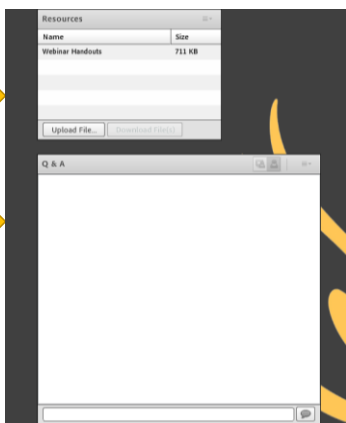 Resources
Name Size
Webinar Handouts 711 KB
Upload File... Download File(s)
Q & A